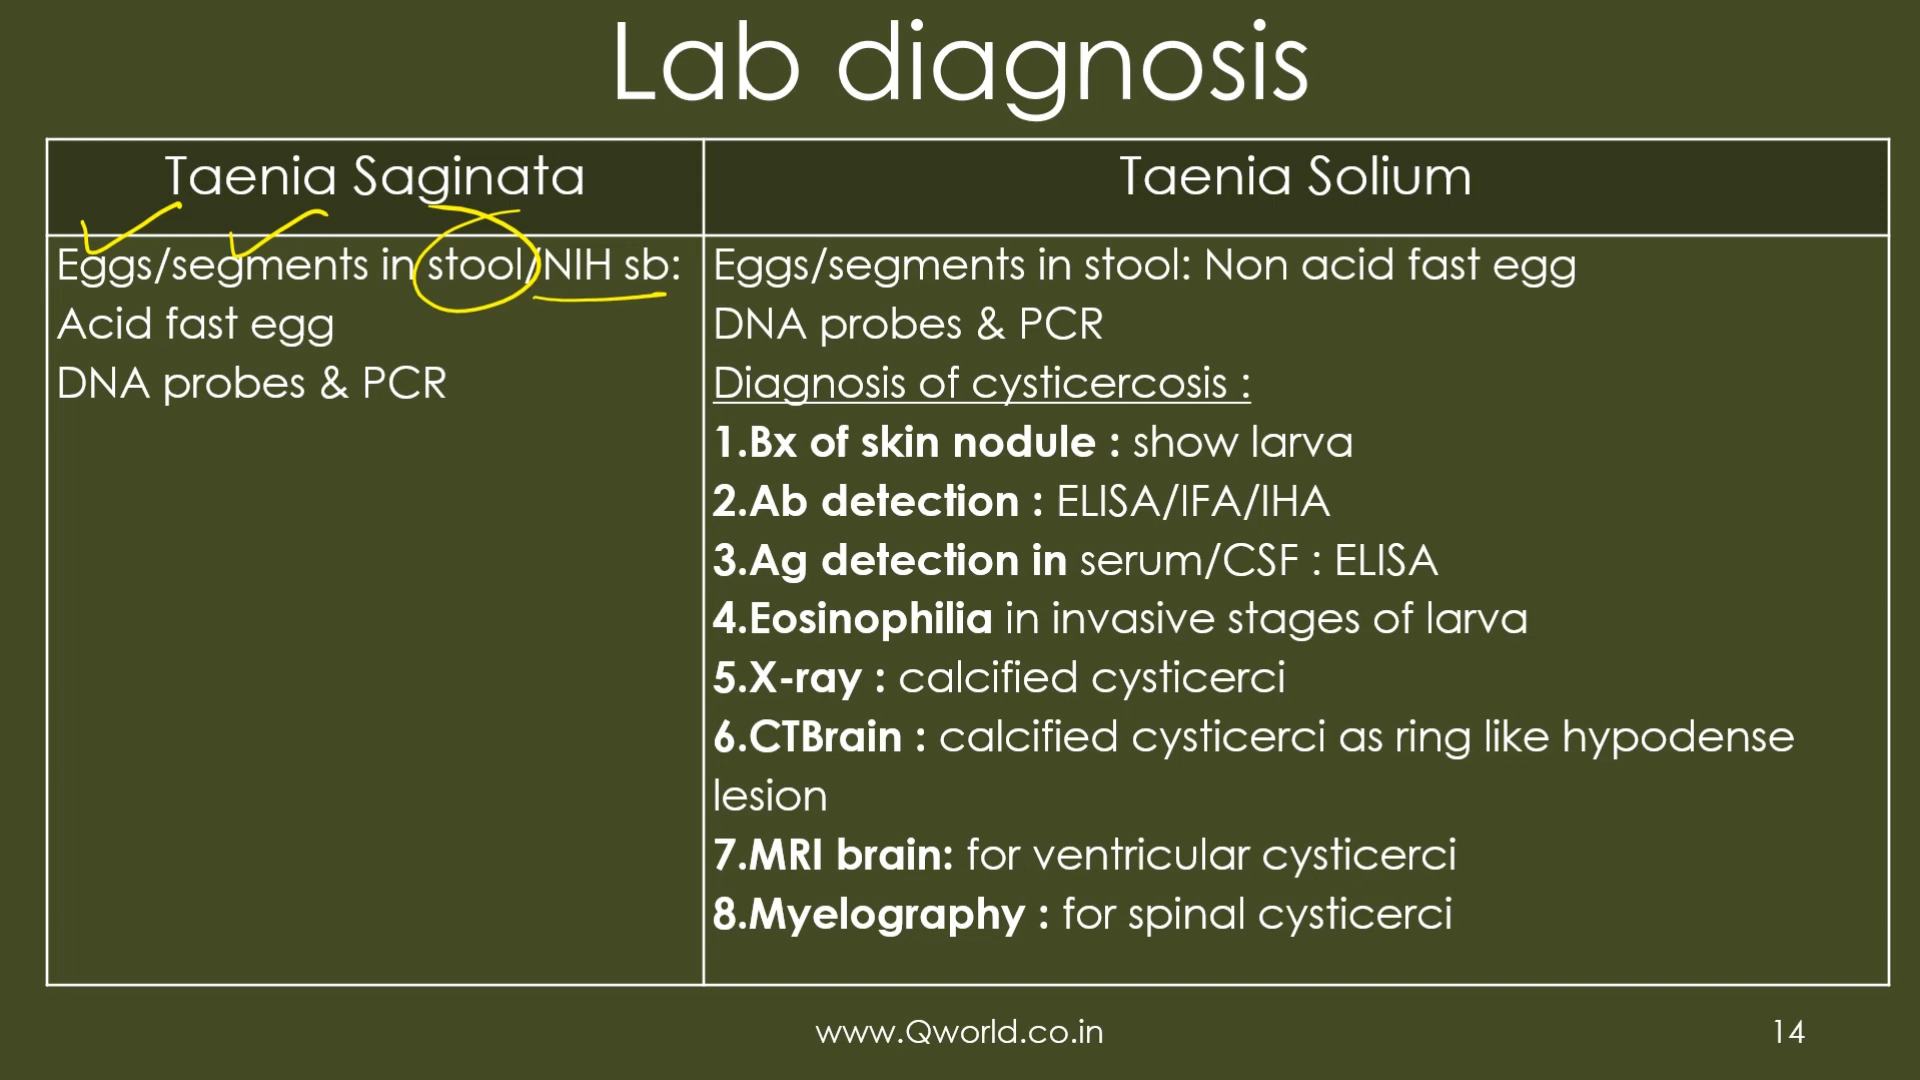 Lab diagnosis
Taenia Saginata
Taenia Solium
Eggs/segments in stool/NIH sb:
Acid fast egg
DNA probes & PCR
Eggs/segments in stool: Non acid fast egg
DNA probes & PCR
Diagnosis of cysticercosis :
1.Bx of skin nodule : show larva
2.Ab detection : ELISA/IFA/IHA
3.Ag detection in serum/CSF : ELISA
4.Eosinophilia in invasive stages of larva
5.X-ray : calcified cysticerci
6.CTBrain : calcified cysticerci as ring like hypodense
lesion
7.MRI brain: for ventricular cysticerci
8.Myelography : for spinal cysticerci
www.Qworld.co.in
14